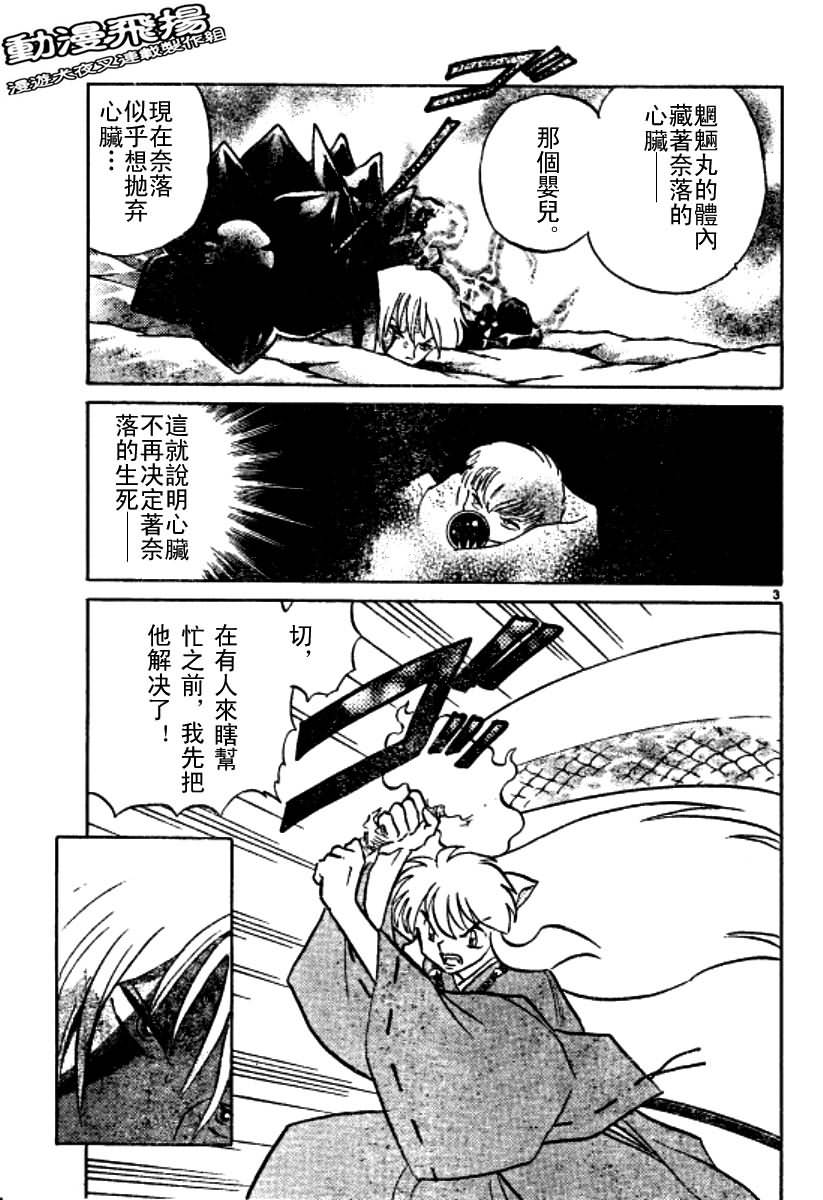 動漫飛揚
漫遊犬夜叉連載製作組
魍魎丸的體內
藏著奈落的
心臟——
那個嬰兒。
現在奈落
似乎想抛弃
心臟…
這就說明心臟
不再決定著奈
落的生死——
3
切,
在有人來瞎幫
忙之前,我先把
他解決了!